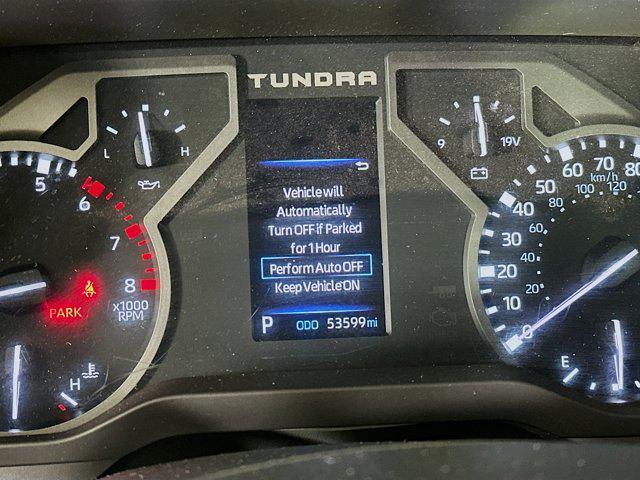 TUNDRA
L H
5
6
7
8
x1000
RPM
PARK
H
Vehicle will
Automatically
Turn OFF if Parked
for 1 Hour
Perform Auto OFF
Keep Vehicle ON
P ODO 53599 mi
9 19V
0
10
20
30
40
50
60
70
80
km/h
20
40
60
80
100
120
E